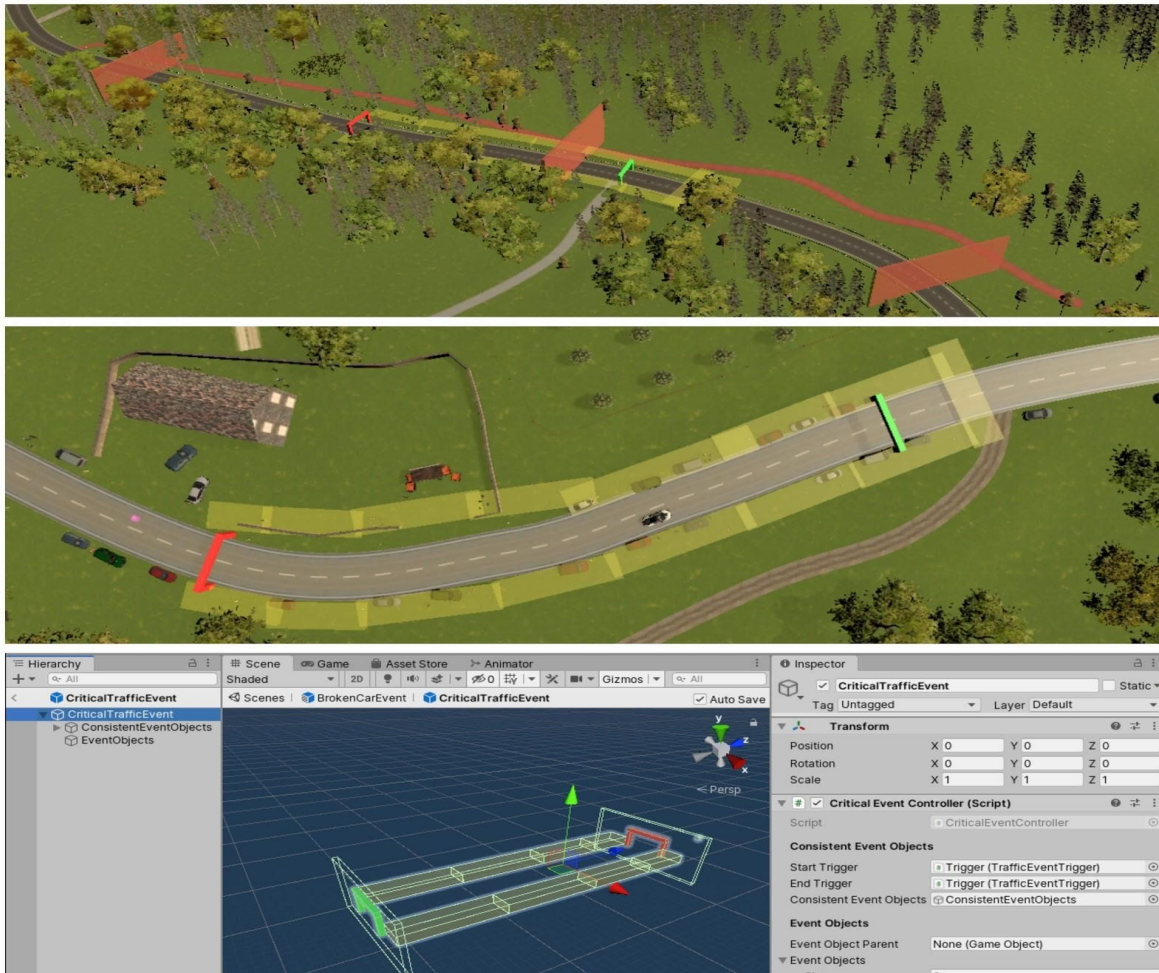 Hierarchy
All
CriticalTrafficEvent
CriticalTrafficEvent
ConsistentEventObjects
EventObjects
Scene Game Asset Store Animator
Shaded 2D 0 Gizmos All
Scenes BrokenCarEvent CriticalTrafficEvent Auto Save
y
z
x
Persp
Inspector
CriticalTrafficEvent Static
Tag Untagged Layer Default
Transform
Position X 0 Y 0 Z 0
Rotation X 0 Y 0 Z 0
Scale X 1 Y 1 Z 1
# Critical Event Controller (Script)
Script # CriticalEventController
Consistent Event Objects
Start Trigger # Trigger (TrafficEventTrigger)
End Trigger # Trigger (TrafficEventTrigger)
Consistent Event Objects ConsistentEventObjects
Event Objects
Event Object Parent None (Game Object)
Event Objects